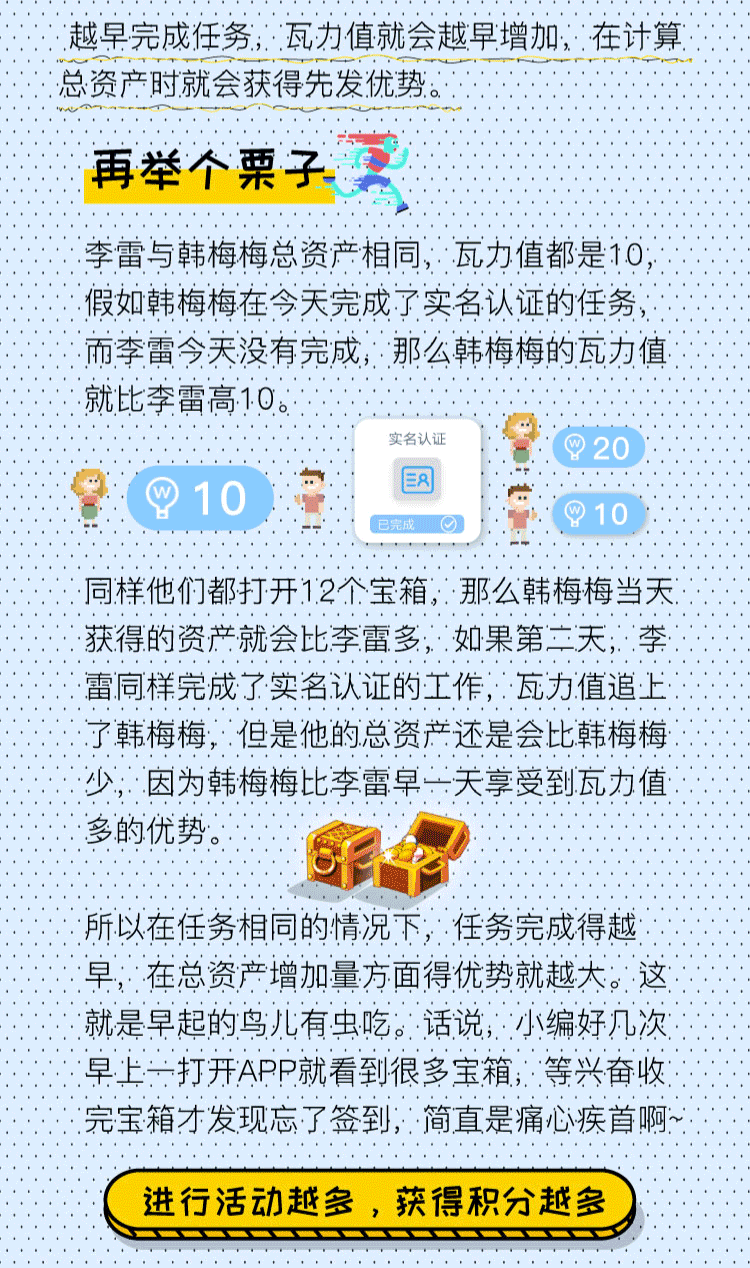 越早完成任务，瓦力值就会越早增加，在计算
总资产时就会获得先发优势。
再举个栗子
李雷与韩梅梅总资产相同，瓦力值都是10，
假如韩梅梅在今天完成了实名认证的任务，
而李雷今天没有完成，那么韩梅梅的瓦力值
就比李雷高10。
实名认证
W 20
W 10
已完成
W 10
同样他们都打开12个宝箱，那么韩梅梅当天
获得的资产就会比李雷多，如果第二天，李
雷同样完成了实名认证的工作，瓦力值追上
了韩梅梅，但是他的总资产还是会比韩梅梅
少，因为韩梅梅比李雷早一天享受到瓦力值
多的优势。
所以在任务相同的情况下，任务完成得越
早，在总资产增加量方面得优势就越大。这
就是早起的鸟儿有虫吃。话说，小编好几次
早上一打开APP就看到很多宝箱，等兴奋收
完宝箱才发现忘了签到，简直是痛心疾首啊~
进行活动越多，获得积分越多